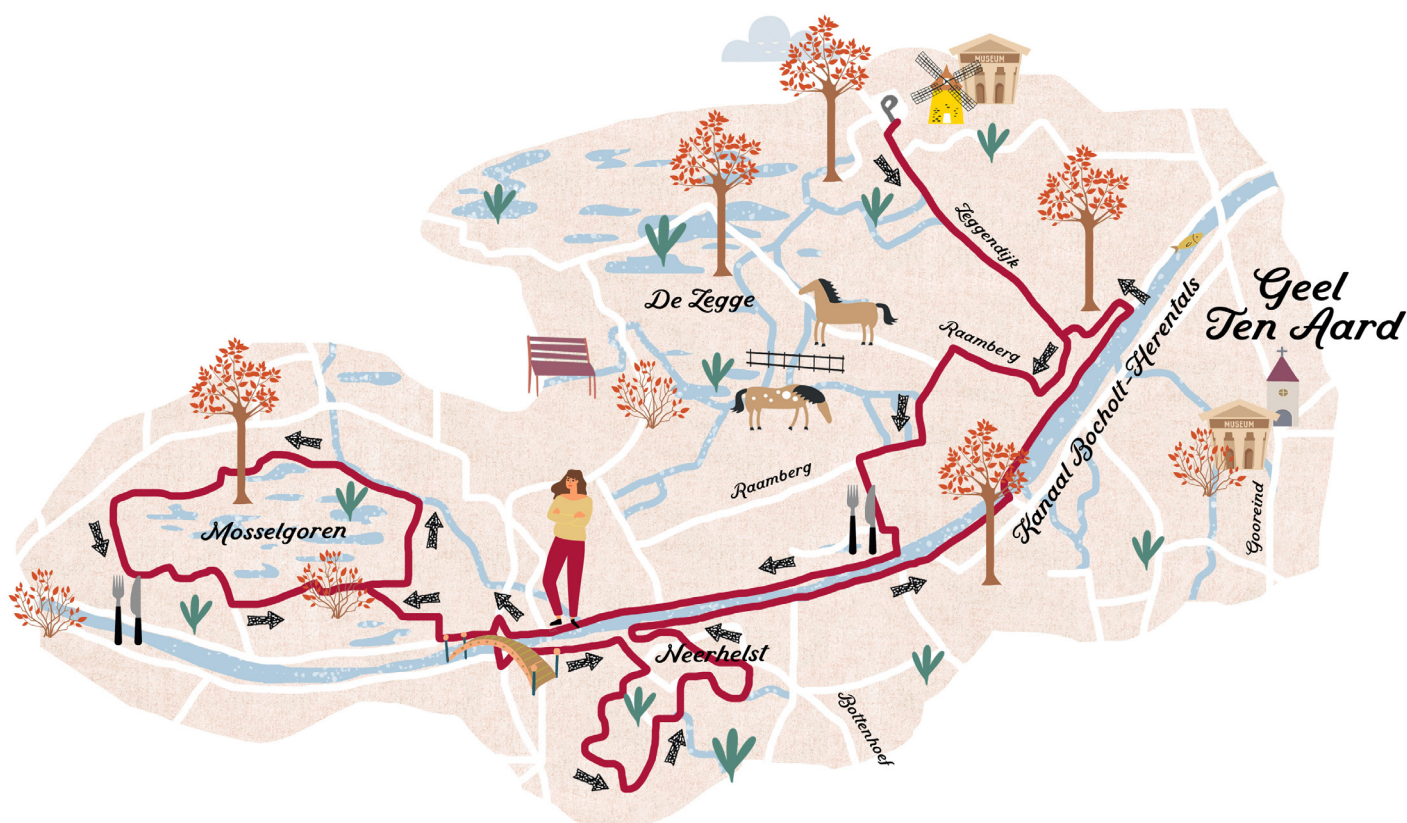 MUSEUM
P
Zeggendijk
De Zegge
Geel
Ten Aard
Raamberg
Kanaal Bocholt-Herentals
MUSEUM
Raamberg
Gooreind
Mosselgoren
Neerhelst
Bottenhoef